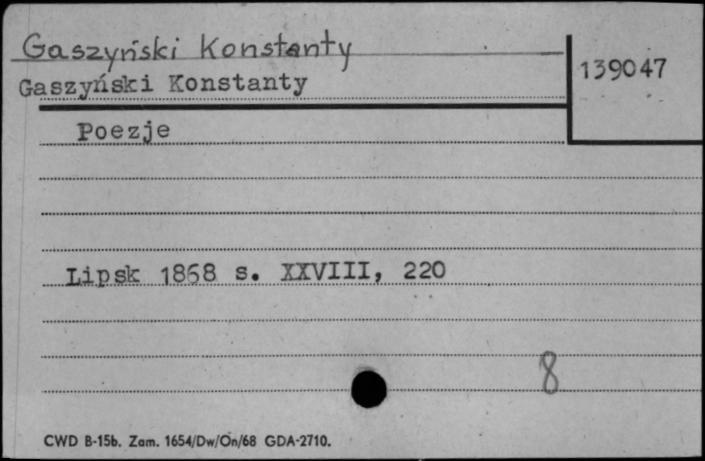 Gaszyński Konstanty
139047
Gaszyński Konstanty
Poezje
Lipsk 1868 s. XXVIII, 220
8
CWD B-15b. Zam. 1654/Dw/On/68 GDA-2710.